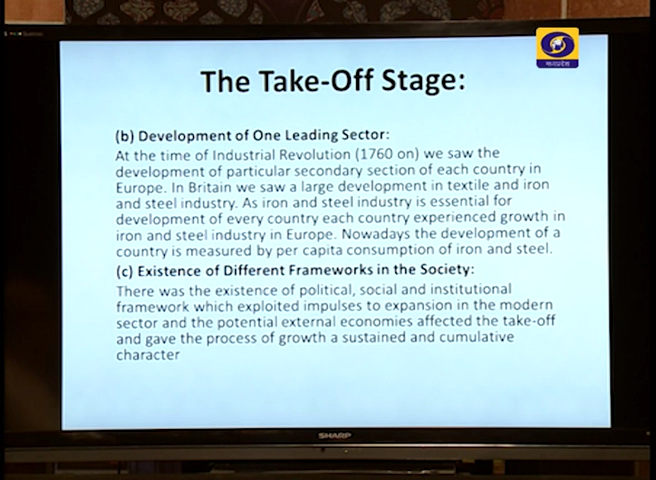 मध्यप्रदेश
The Take-Off Stage:
(b) Development of One Leading Sector:
At the time of Industrial Revolution (1760 on) we saw the
development of particular secondary section of each country in
Europe. In Britain we saw a large development in textile and iron
and steel industry. As iron and steel industry is essential for
development of every country each country experienced growth in
iron and steel industry in Europe. Nowadays the development of a
country is measured by per capita consumption of iron and steel.
(c) Existence of Different Frameworks in the Society:
There was the existence of political, social and institutional
framework which exploited impulses to expansion in the modern
sector and the potential external economies affected the take-off
and gave the process of growth a sustained and cumulative
character
SHARP